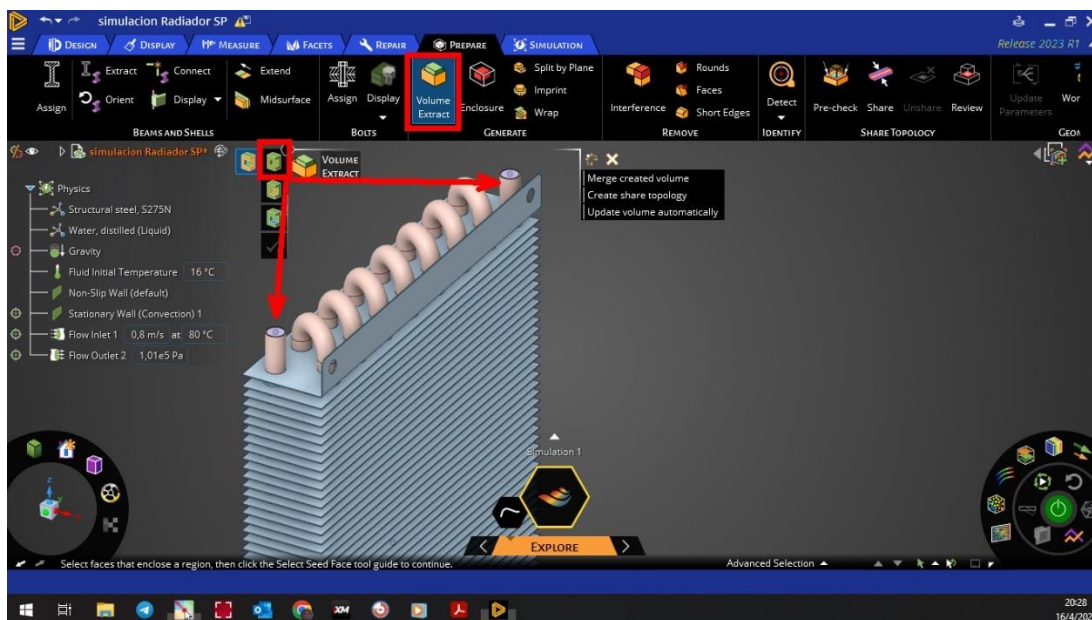 simulacion Radiador SP
DESIGN DISPLAY MEASURE FACETS REPAIR PREPARE SIMULATION
Release 2023 R1
Assign
Extract
Connect
Orient
Display
Extend
Midsurface
BEAMS AND SHELLS
Assign
Display
BOLTS
Volume
Extract
Enclosure
Split by Plane
Imprint
Wrap
GENERATE
Interference
Rounds
Faces
Short Edges
REMOVE
Detect
IDENTIFY
Pre-check
Share
Unshare
Review
SHARE TOPOLOGY
Update
Parameters
simulacion Radiador SP*
VOLUME
EXTRACT
Merge created volume
Create share topology
Update volume automatically
Physics
Structural steel, S275N
Water, distilled (Liquid)
Gravity
Fluid Initial Temperature 16 °C
Non-Slip Wall (default)
Stationary Wall (Convection) 1
Flow Inlet 1 0,8 m/s at 80 °C
Flow Outlet 2 1,01e5 Pa
z
Simulation 1
EXPLORE
Select faces that enclose a region, then click the Select Seed Face tool guide to continue.
Advanced Selection
XM
20:28